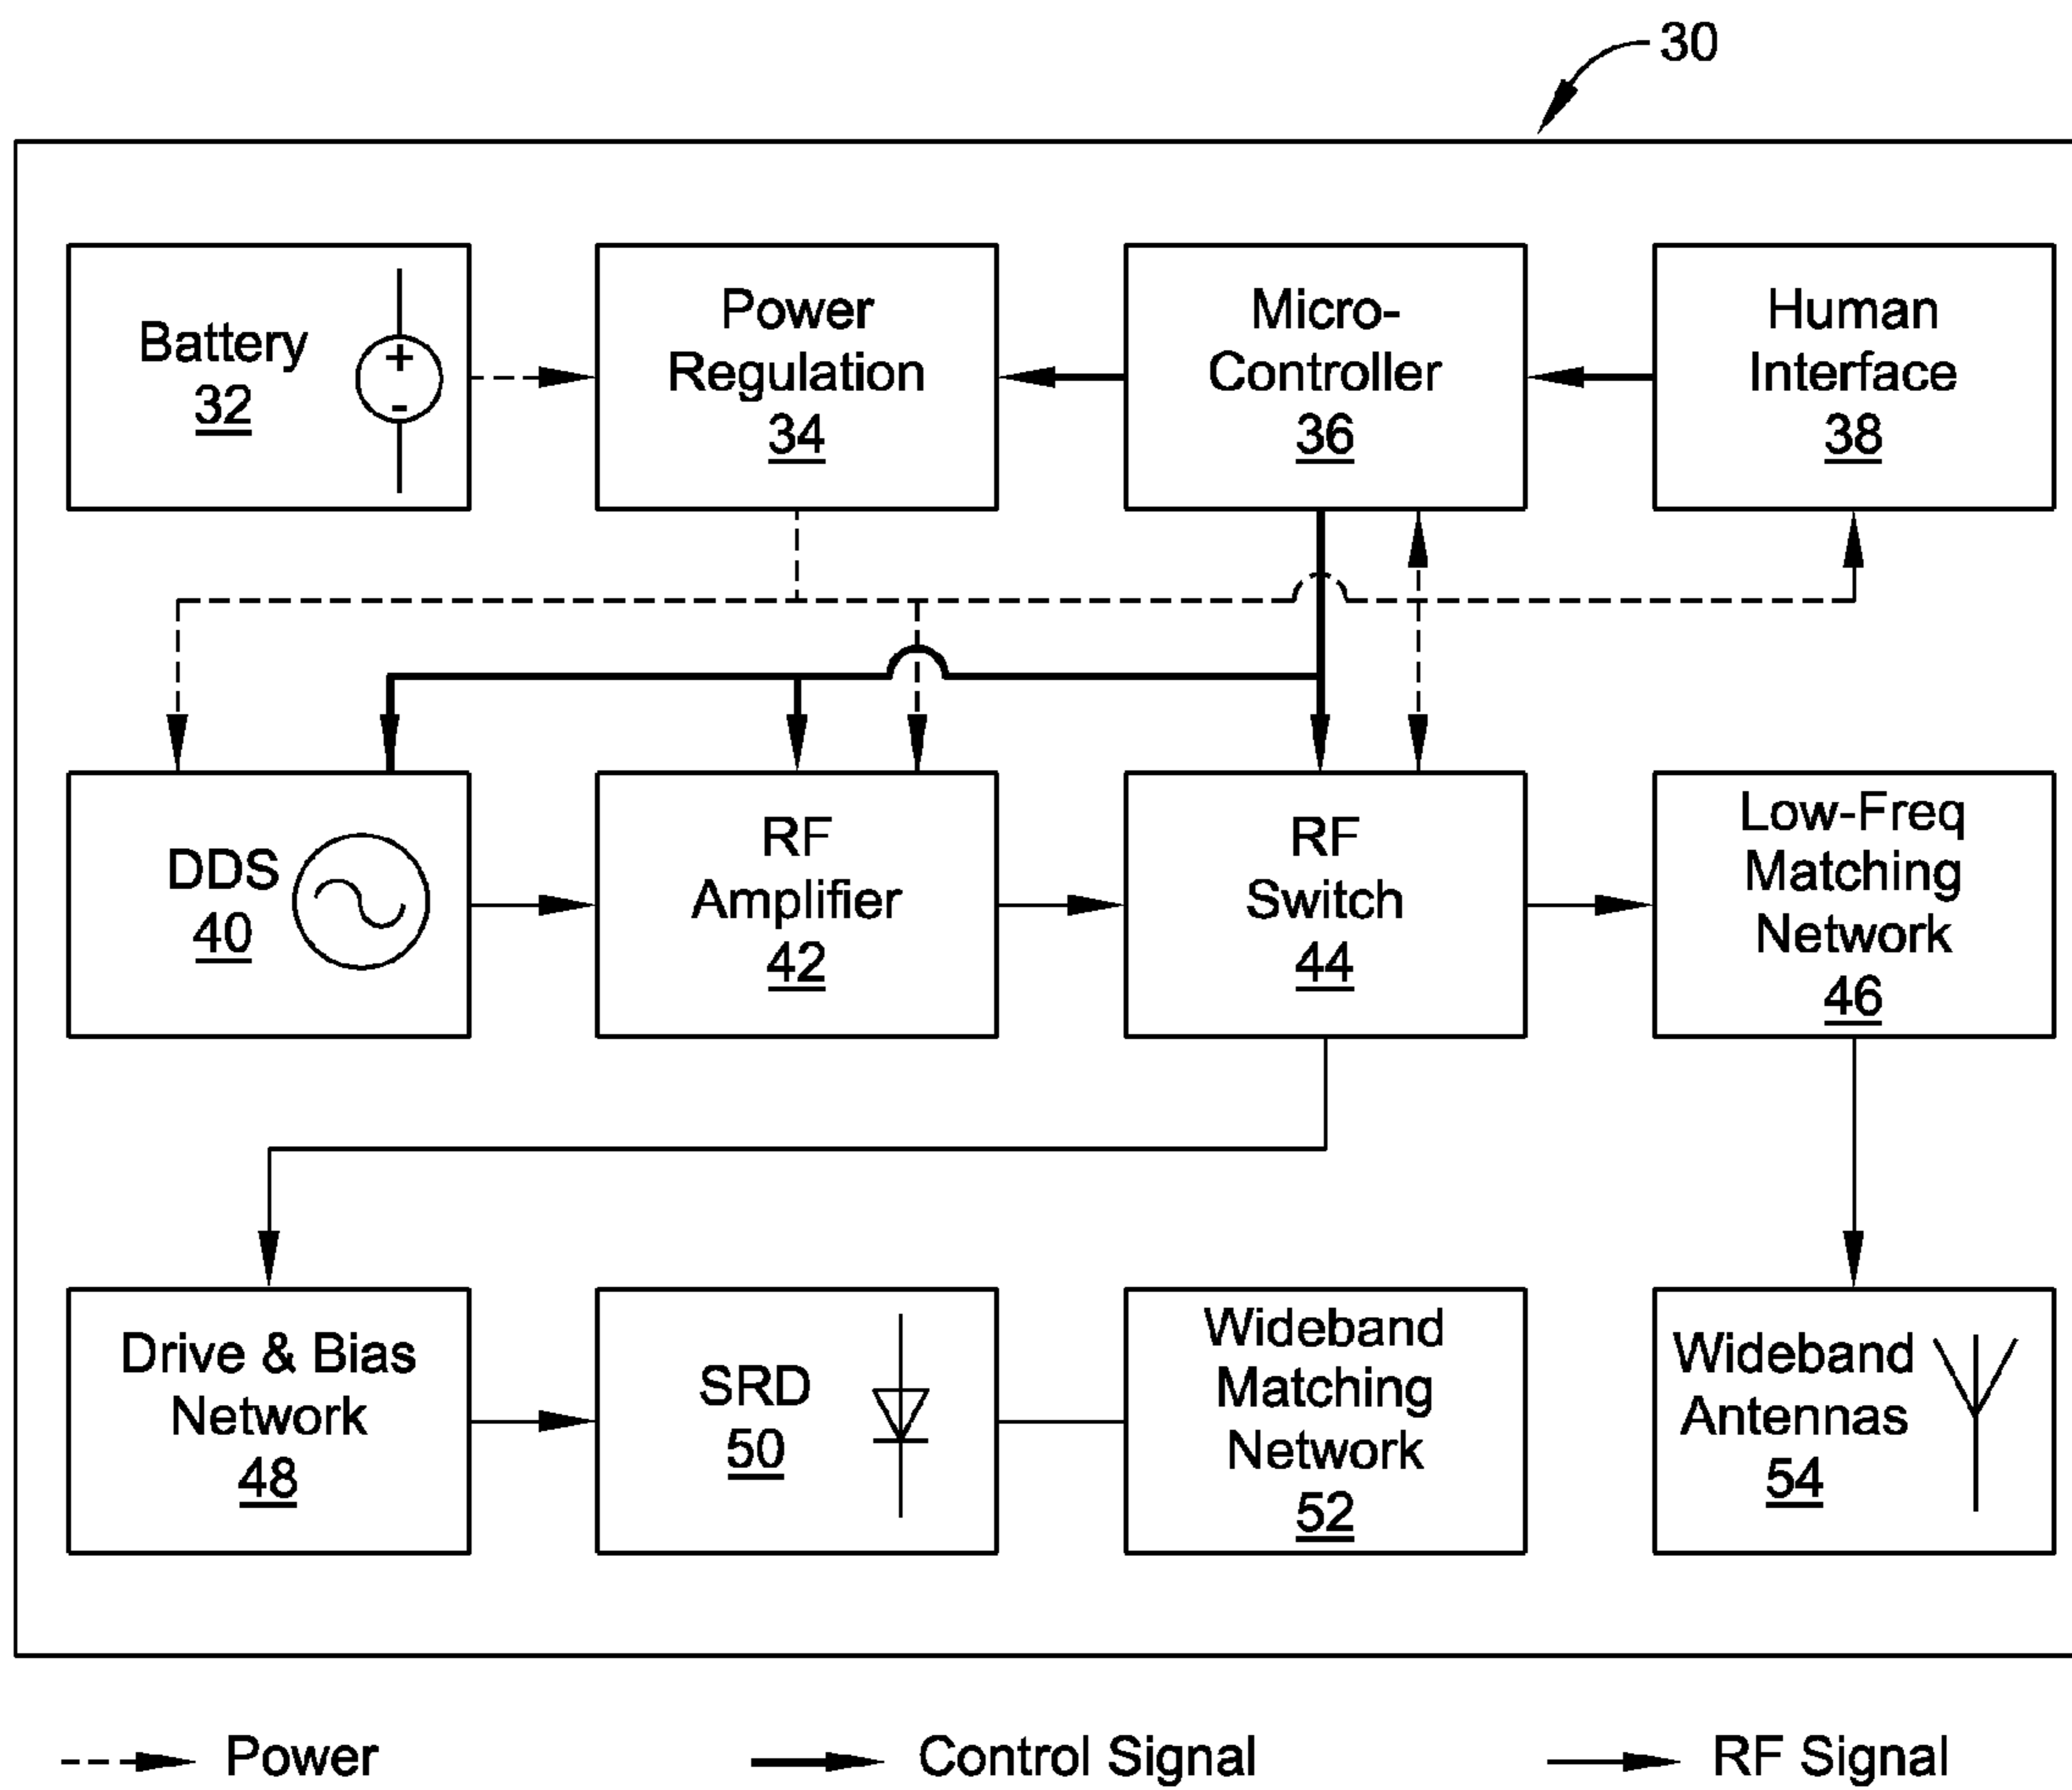 30
Battery
32
+
-
Power
Regulation
34
Micro-
Controller
36
Human
Interface
38
DDS
40
RF
Amplifier
42
RF
Switch
44
Low-Freq
Matching
Network
46
Drive & Bias
Network
48
SRD
50
Wideband
Matching
Network
52
Wideband
Antennas
54
Power
Control Signal
RF Signal